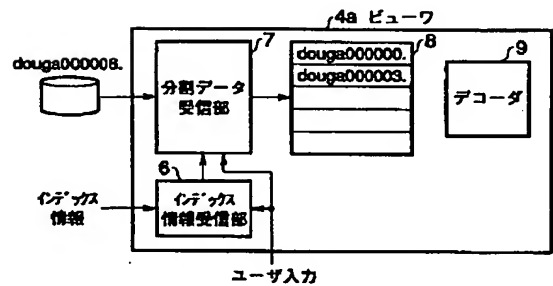 4a ビューワ
douga000006.
7
分割データ
受信部
8
douga000000.
douga000003.
9
デコーダ
6
インデックス
情報
インデックス
情報受信部
ユーザ入力